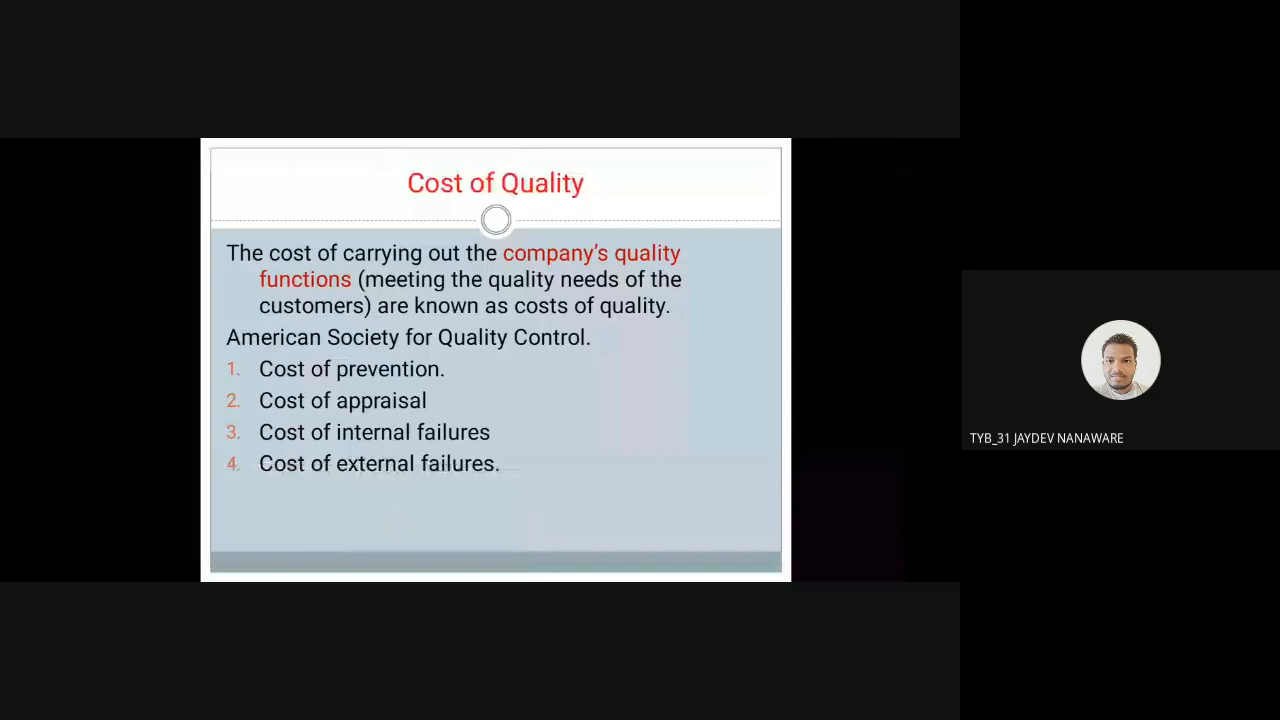 Cost of Quality
The cost of carrying out the company's quality
functions (meeting the quality needs of the
customers) are known as costs of quality.
American Society for Quality Control.
1. Cost of prevention.
2. Cost of appraisal
3. Cost of internal failures
4. Cost of external failures.
TYB_31 JAYDEV NANAWARE